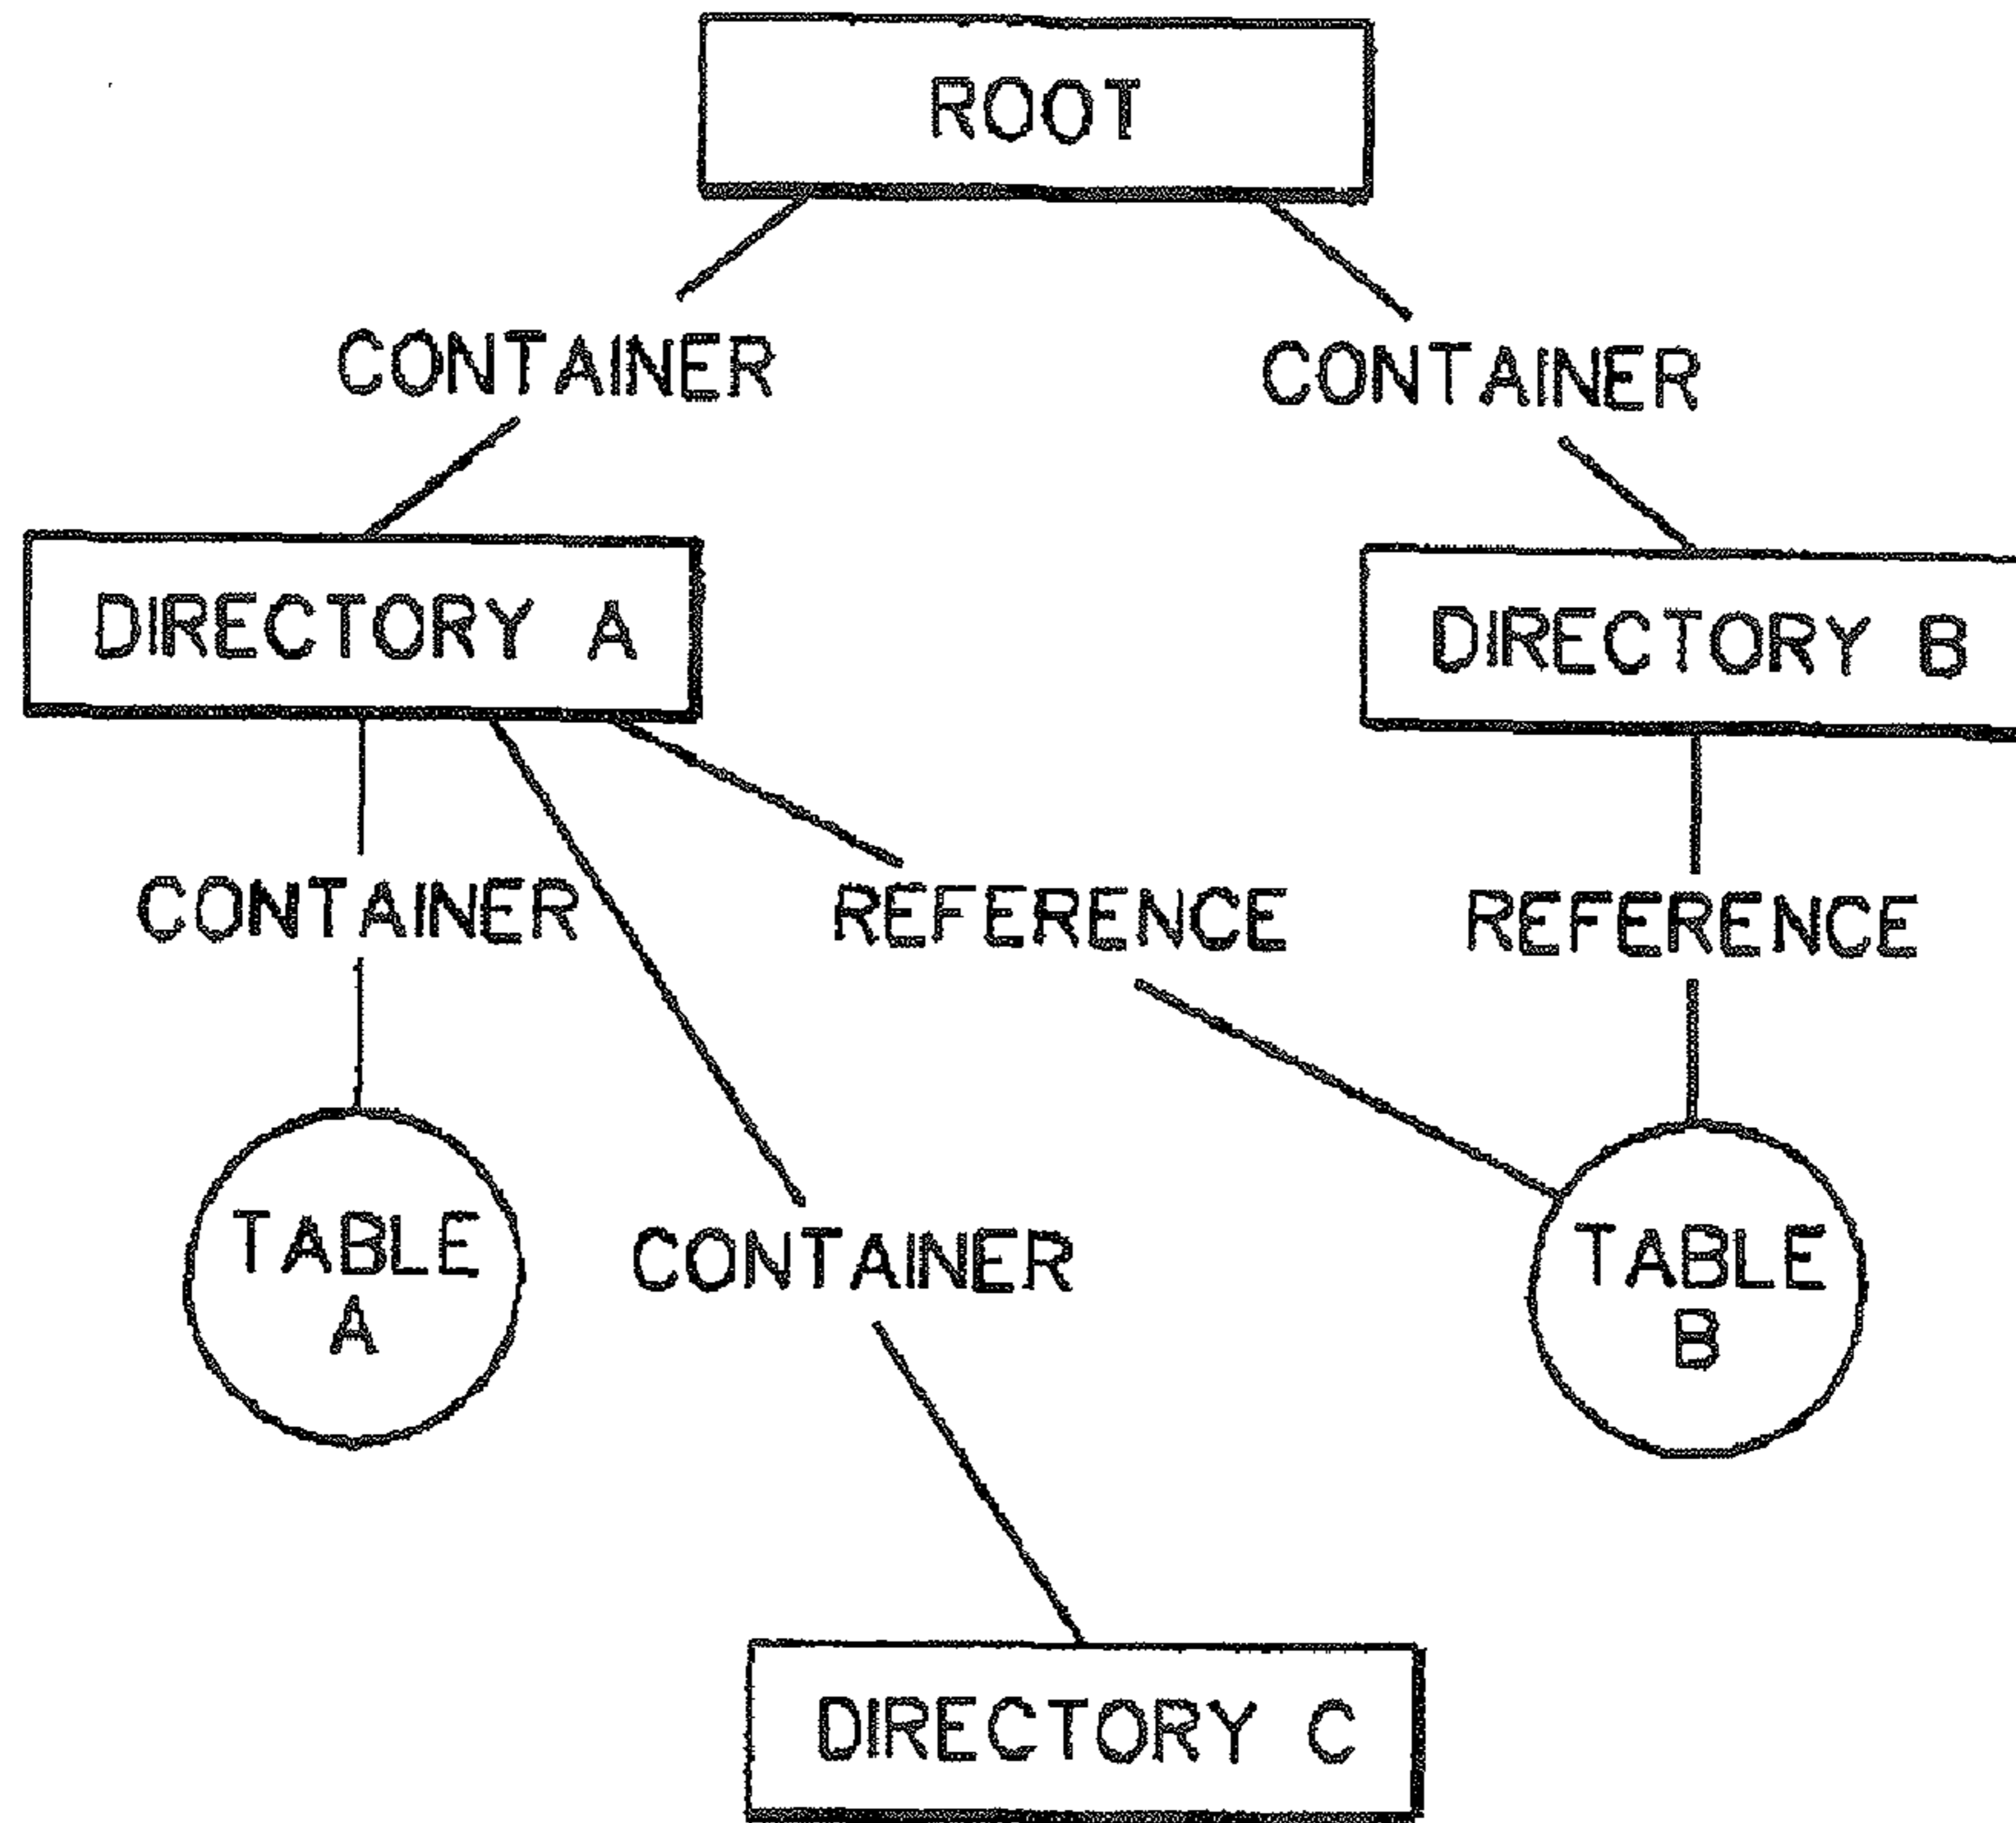 ROOT
CONTAINER CONTAINER
DIRECTORY A DIRECTORY B
CONTAINER REFERENCE REFERENCE
TABLE
A
CONTAINER
TABLE
B
DIRECTORY C